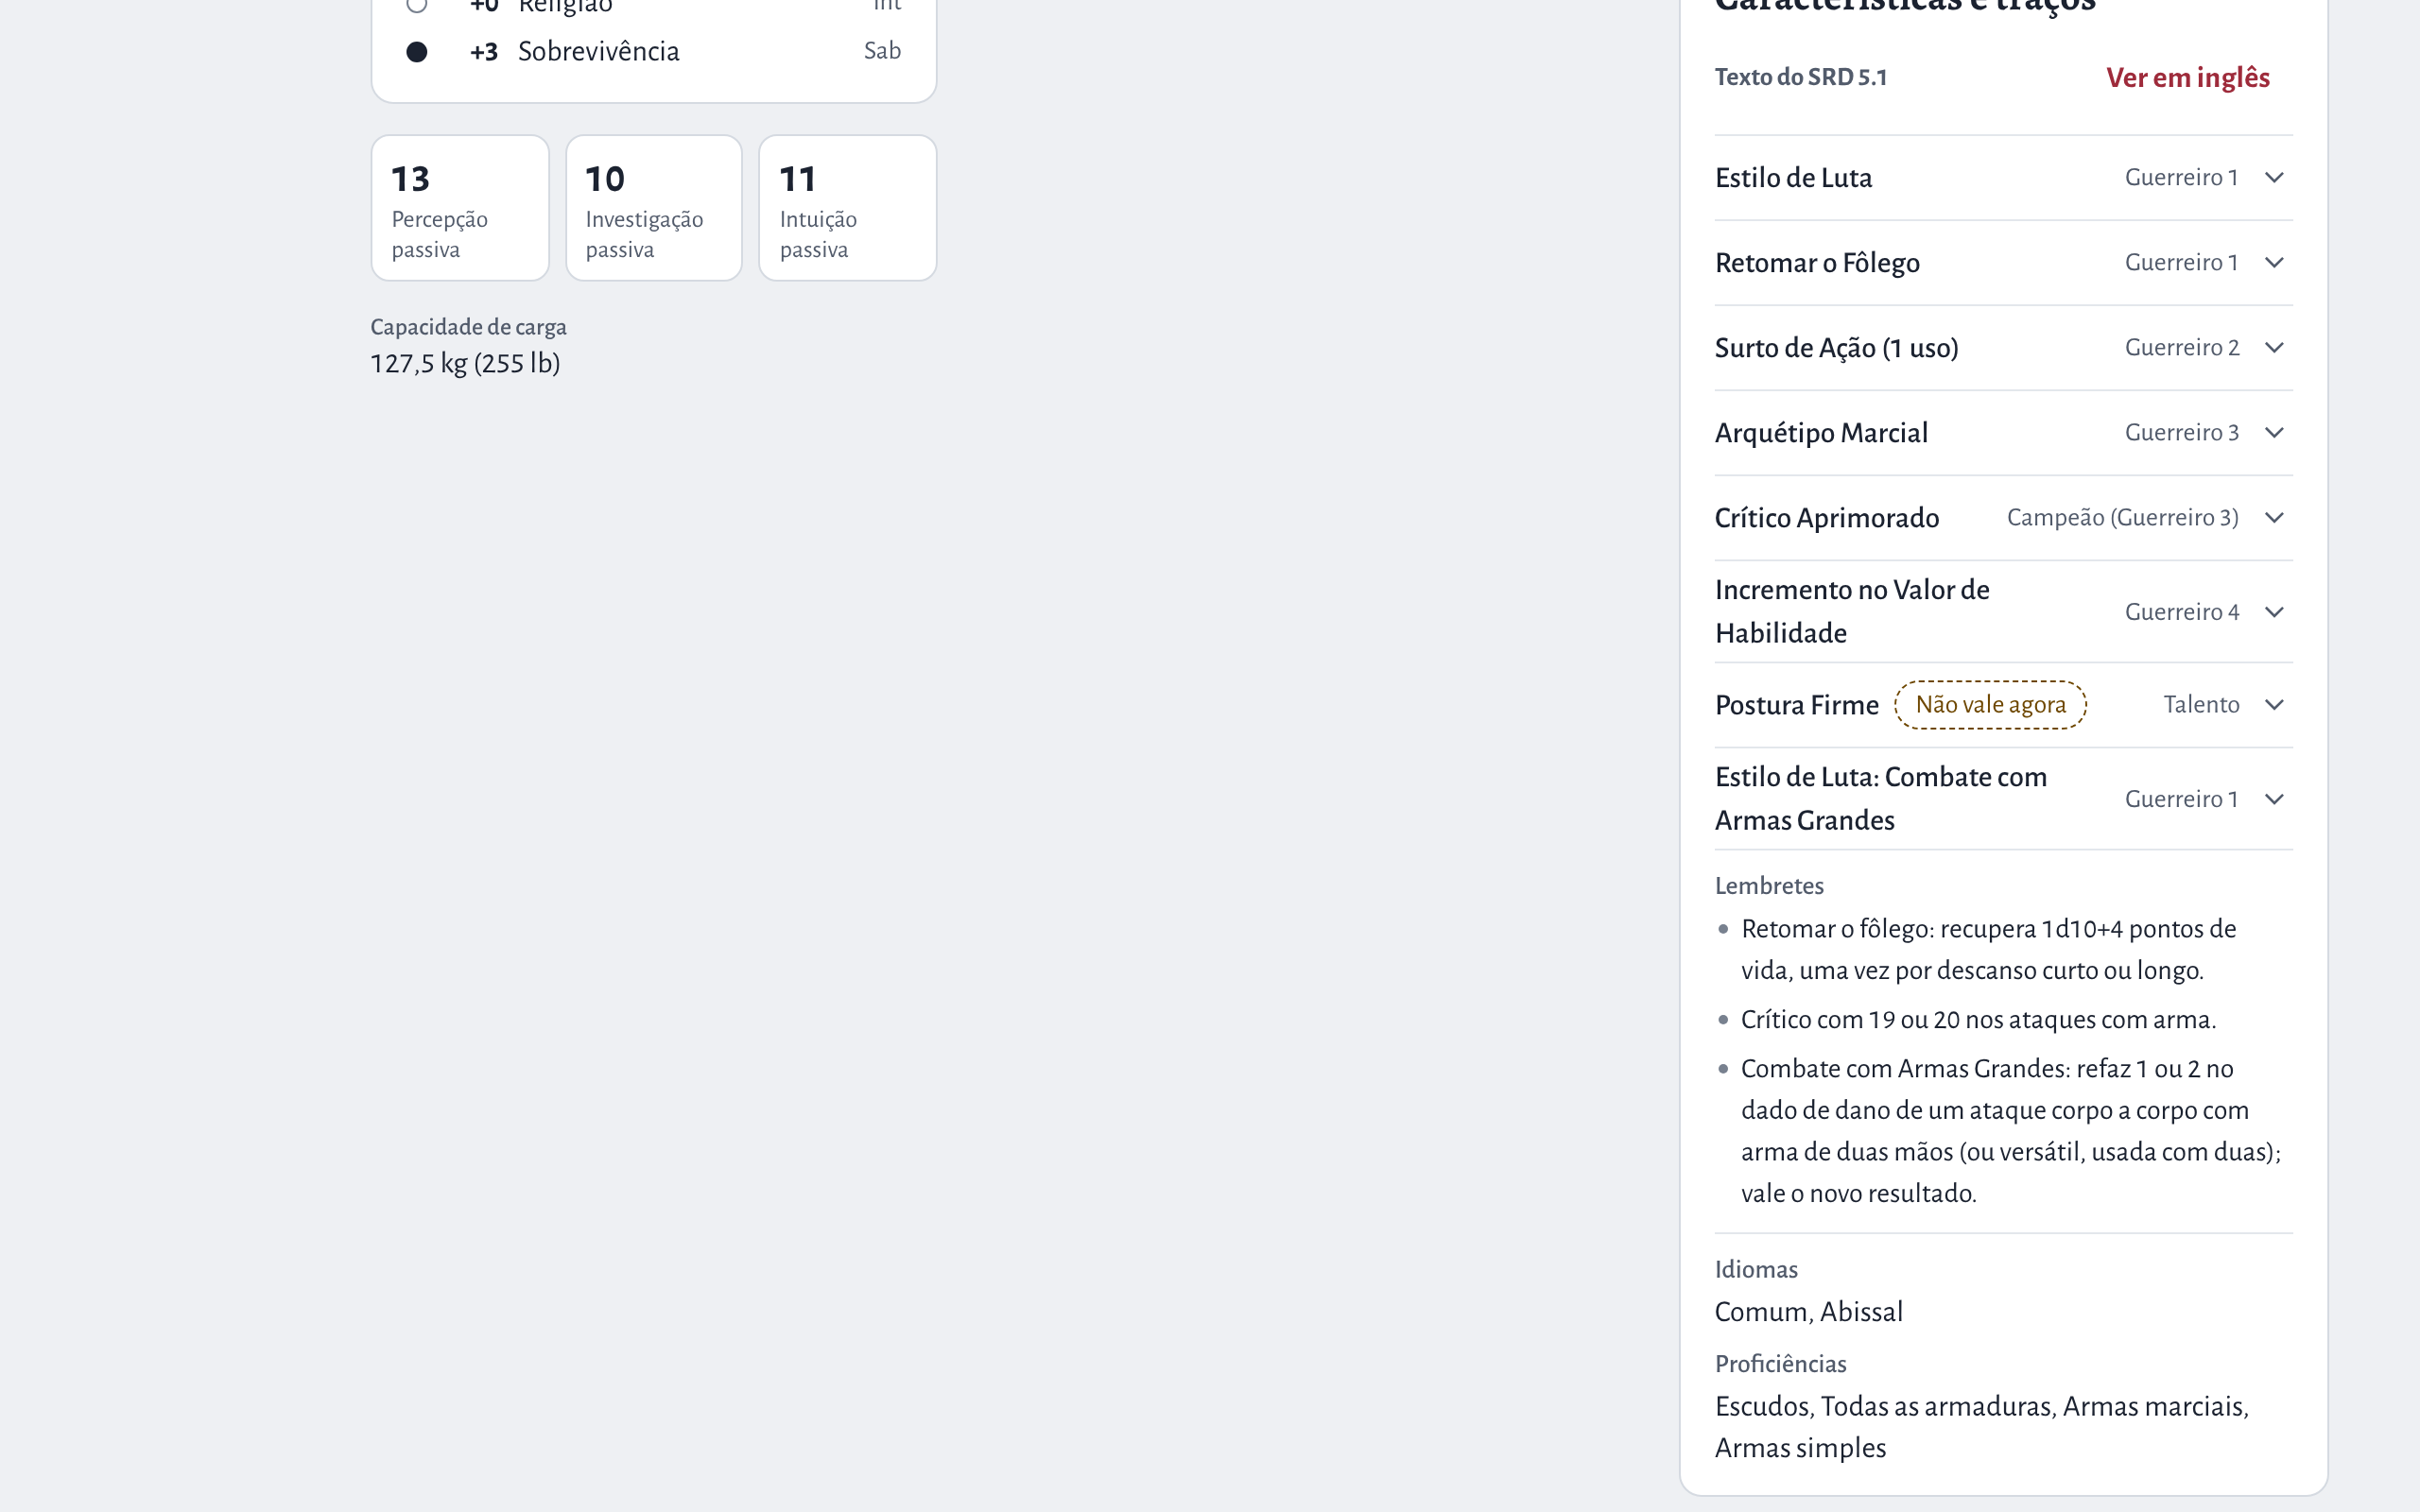 +0 Religião Int
+3 Sobrevivência Sab
13
Percepção
passiva
10
Investigação
passiva
11
Intuição
passiva
Capacidade de carga
127,5 kg (255 lb)
Características e traços
Texto do SRD 5.1 Ver em inglês
Estilo de Luta Guerreiro 1
Retomar o Fôlego Guerreiro 1
Surto de Ação (1 uso) Guerreiro 2
Arquétipo Marcial Guerreiro 3
Crítico Aprimorado Campeão (Guerreiro 3)
Incremento no Valor de
Habilidade Guerreiro 4
Postura Firme Não vale agora Talento
Estilo de Luta: Combate com
Armas Grandes Guerreiro 1
Lembretes
Retomar o fôlego: recupera 1d10+4 pontos de
vida, uma vez por descanso curto ou longo.
Crítico com 19 ou 20 nos ataques com arma.
Combate com Armas Grandes: refaz 1 ou 2 no
dado de dano de um ataque corpo a corpo com
arma de duas mãos (ou versátil, usada com duas);
vale o novo resultado.
Idiomas
Comum, Abissal
Proficiências
Escudos, Todas as armaduras, Armas marciais,
Armas simples